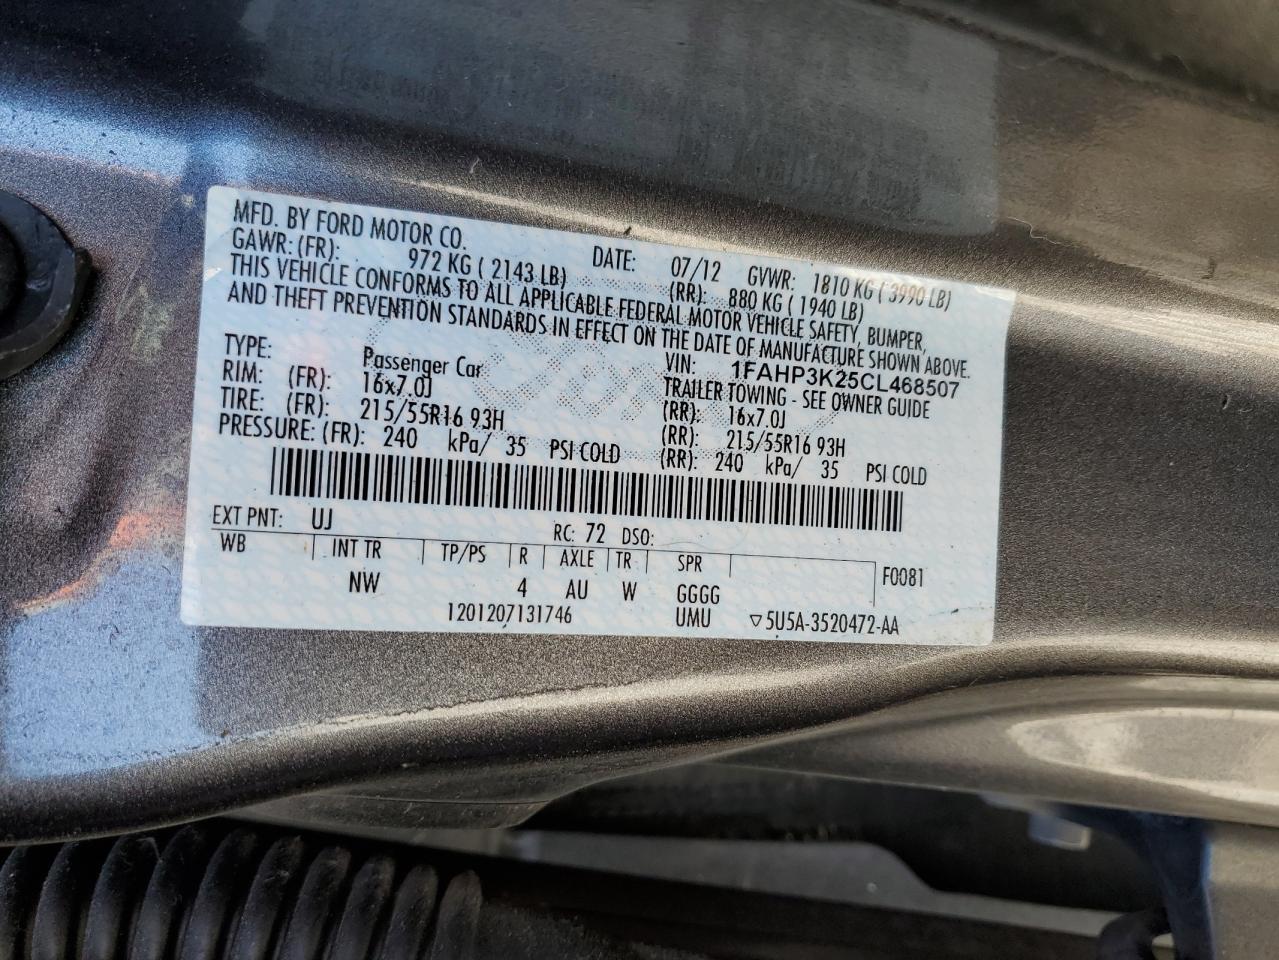 MFD. BY FORD MOTOR CO. DATE: 07/12 GVWR: 1810 KG ( 3990 LB)
GAWR: (FR): 972 KG ( 2143 LB) (RR): 880 KG ( 1940 LB)
THIS VEHICLE CONFORMS TO ALL APPLICABLE FEDERAL MOTOR VEHICLE SAFETY, BUMPER,
AND THEFT PREVENTION STANDARDS IN EFFECT ON THE DATE OF MANUFACTURE SHOWN ABOVE.
VIN: 1FAHP3K25CL468507
TYPE: Passenger Car TRAILER TOWING - SEE OWNER GUIDE
RIM: (FR): 16x7.0J (RR): 16x7.0J
TIRE: (FR): 215/55R16 93H (RR): 215/55R16 93H
PRESSURE: (FR): 240 kPa/ 35 PSI COLD (RR): 240 kPa/ 35 PSI COLD
EXT PNT: UJ RC: 72 DSO:
WB INT TR TP/PS R AXLE TR SPR F0081
NW 4 AU W GGGG
1201207131746 UMU ▽5U5A-3520472-AA